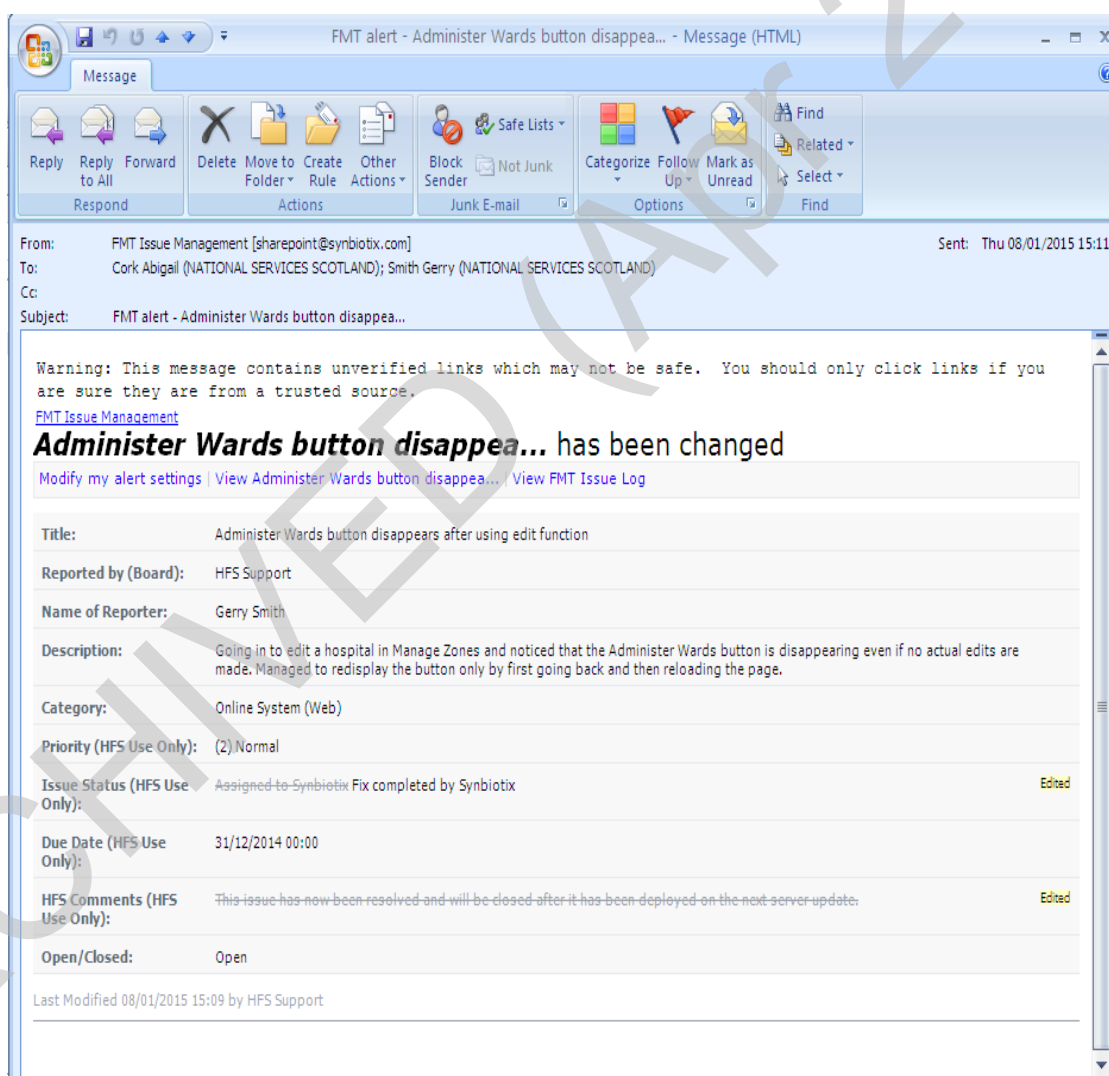 FMT alert - Administer Wards button disappea... - Message (HTML)
Message
Reply
Reply to All
Forward
Delete
Move to Folder
Create Rule
Other Actions
Block Sender
Safe Lists
Not Junk
Categorize
Follow Up
Mark as Unread
Find
Related
Select
Respond
Actions
Junk E-mail
Options
Find
From: FMT Issue Management [sharepoint@synbiotix.com] Sent: Thu 08/01/2015 15:11
To: Cork Abigail (NATIONAL SERVICES SCOTLAND); Smith Gerry (NATIONAL SERVICES SCOTLAND)
Cc:
Subject: FMT alert - Administer Wards button disappea...
Warning: This message contains unverified links which may not be safe. You should only click links if you
are sure they are from a trusted source.
FMT Issue Management
Administer Wards button disappea... has been changed
Modify my alert settings | View Administer Wards button disappea... | View FMT Issue Log
Title: Administer Wards button disappears after using edit function
Reported by (Board): HFS Support
Name of Reporter: Gerry Smith
Description: Going in to edit a hospital in Manage Zones and noticed that the Administer Wards button is disappearing even if no actual edits are
made. Managed to redisplay the button only by first going back and then reloading the page.
Category: Online System (Web)
Priority (HFS Use Only): (2) Normal
Issue Status (HFS Use Only): Assigned to Synbiotix Fix completed by Synbiotix Edited
Due Date (HFS Use Only): 31/12/2014 00:00
HFS Comments (HFS Use Only): This issue has now been resolved and will be closed after it has been deployed on the next server update. Edited
Open/Closed: Open
Last Modified 08/01/2015 15:09 by HFS Support
CHIVED (Apr 2